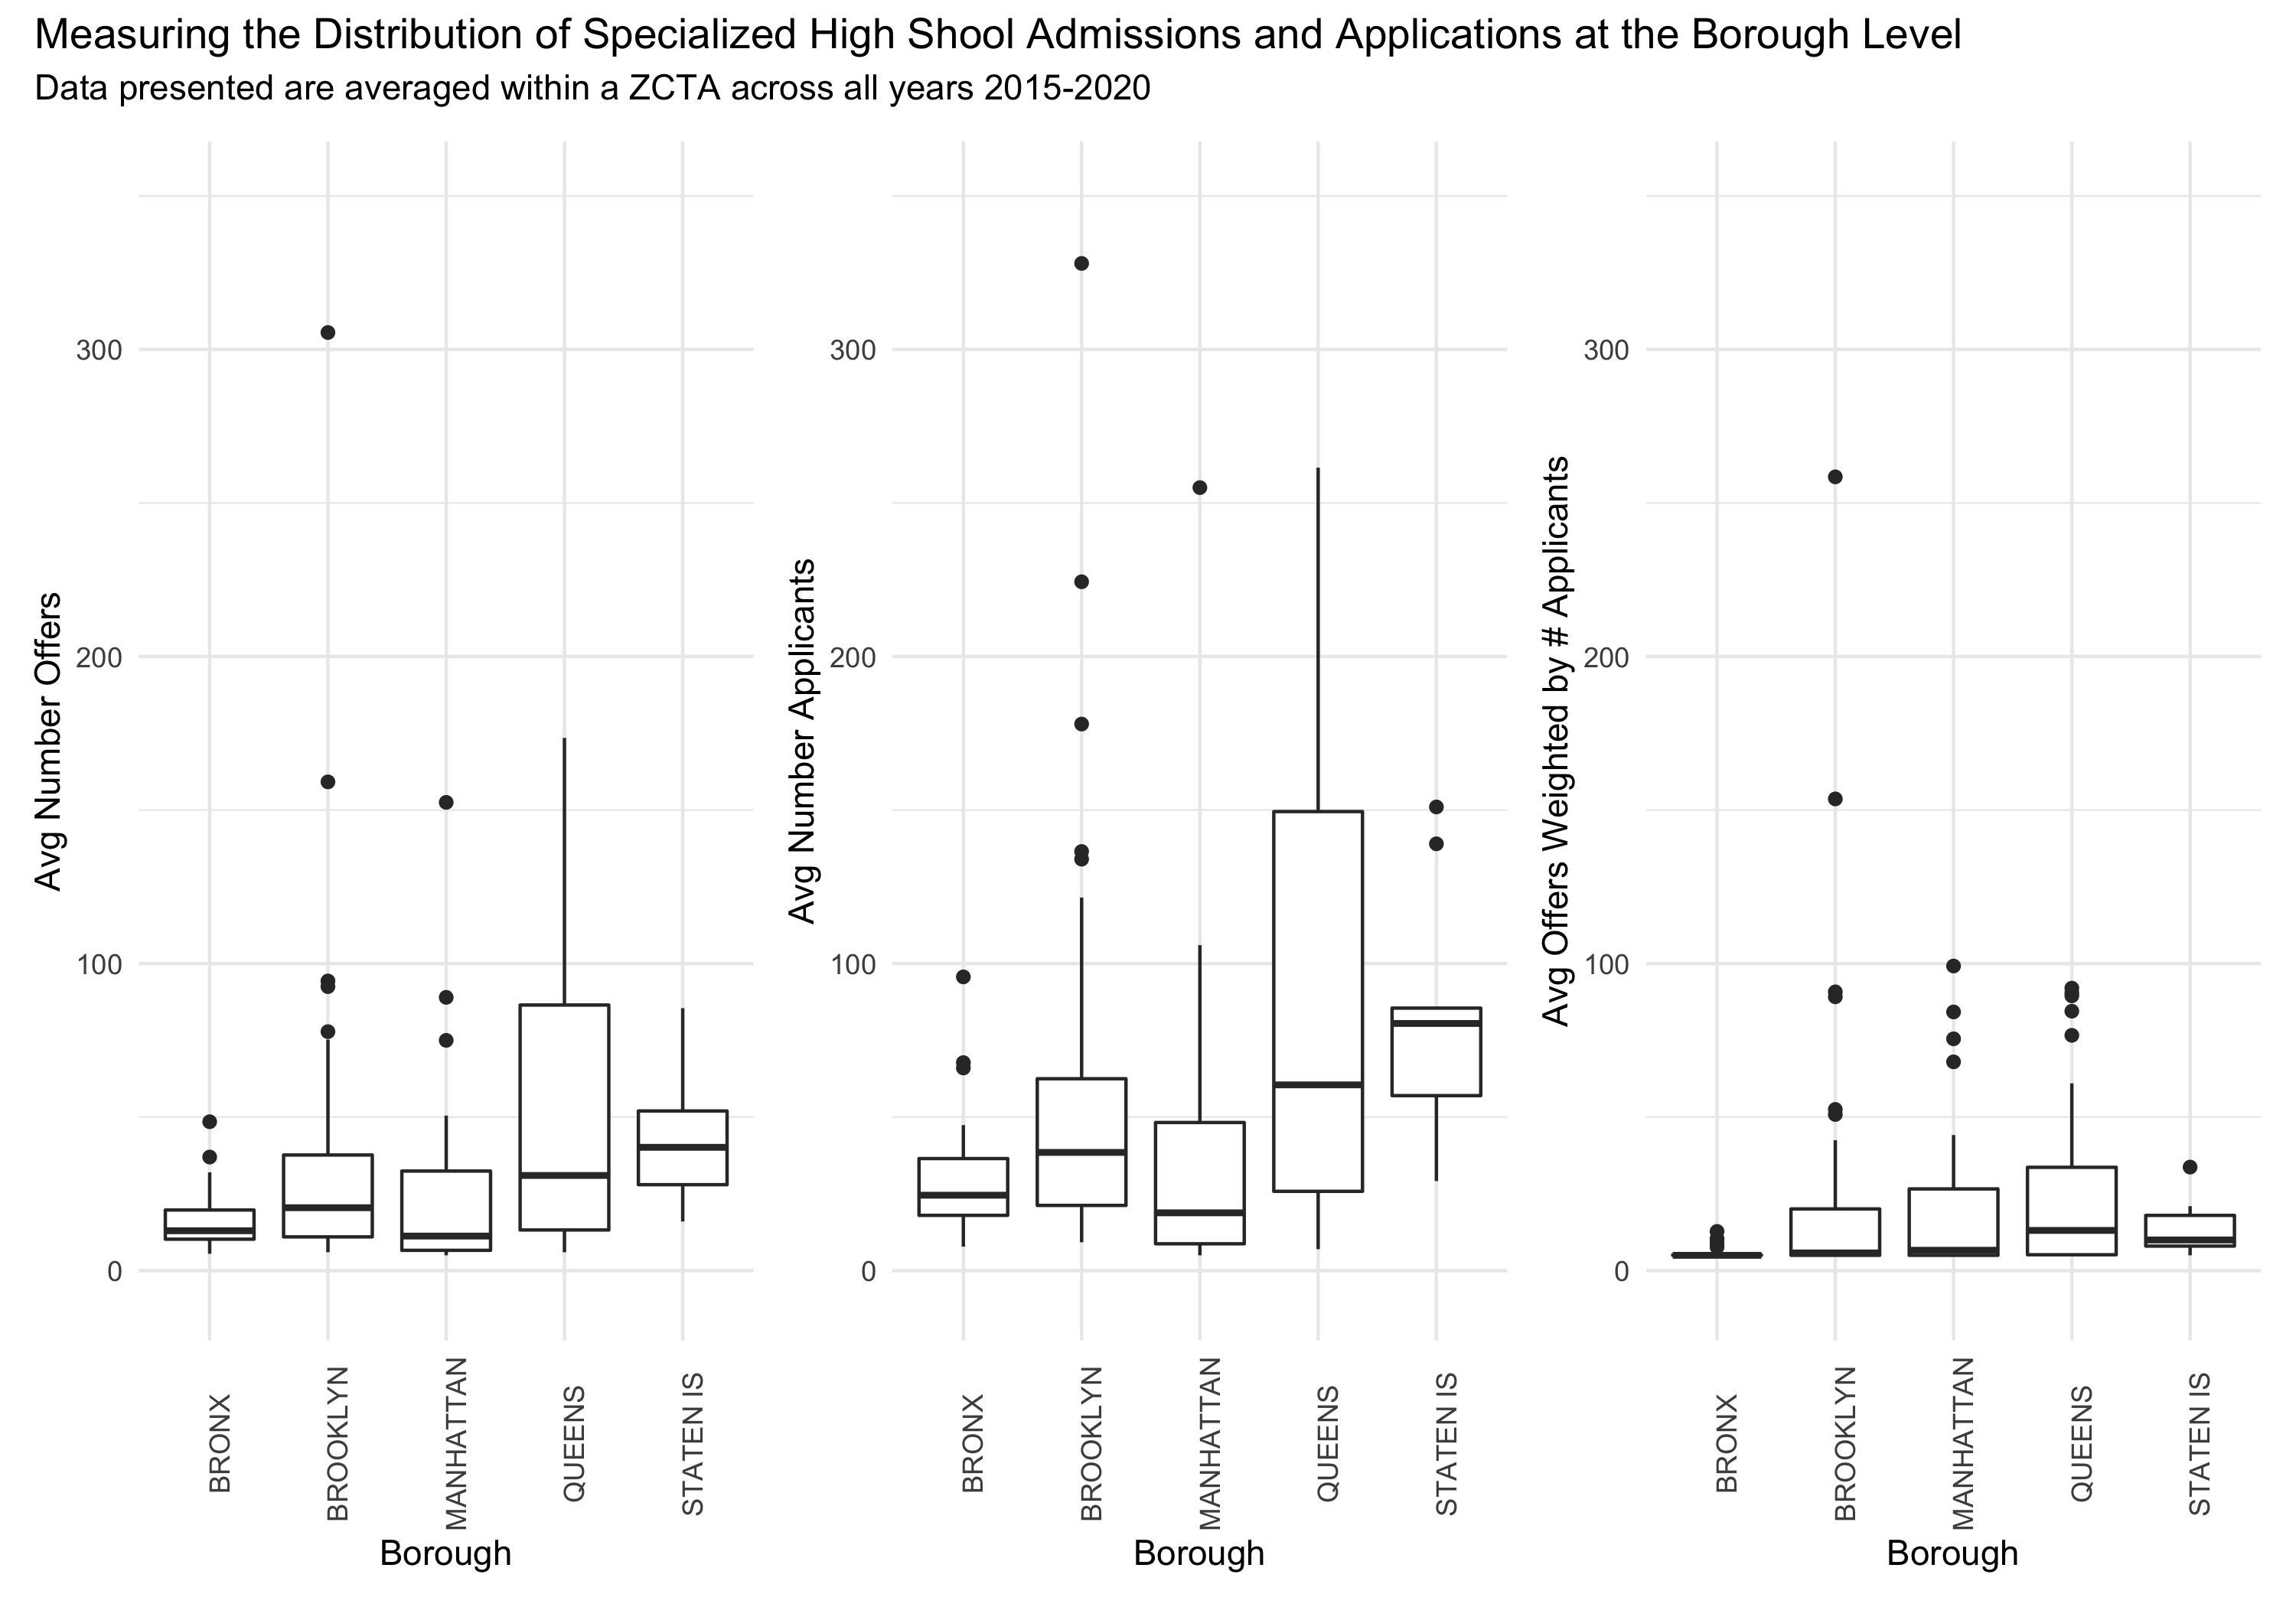 Measuring the Distribution of Specialized High Shool Admissions and Applications at the Borough Level
Data presented are averaged within a ZCTA across all years 2015-2020
Avg Number Offers
300
200
100
0
BRONX
BROOKLYN
MANHATTAN
QUEENS
STATEN IS
Borough
Avg Number Applicants
300
200
100
0
BRONX
BROOKLYN
MANHATTAN
QUEENS
STATEN IS
Borough
Avg Offers Weighted by # Applicants
300
200
100
0
BRONX
BROOKLYN
MANHATTAN
QUEENS
STATEN IS
Borough